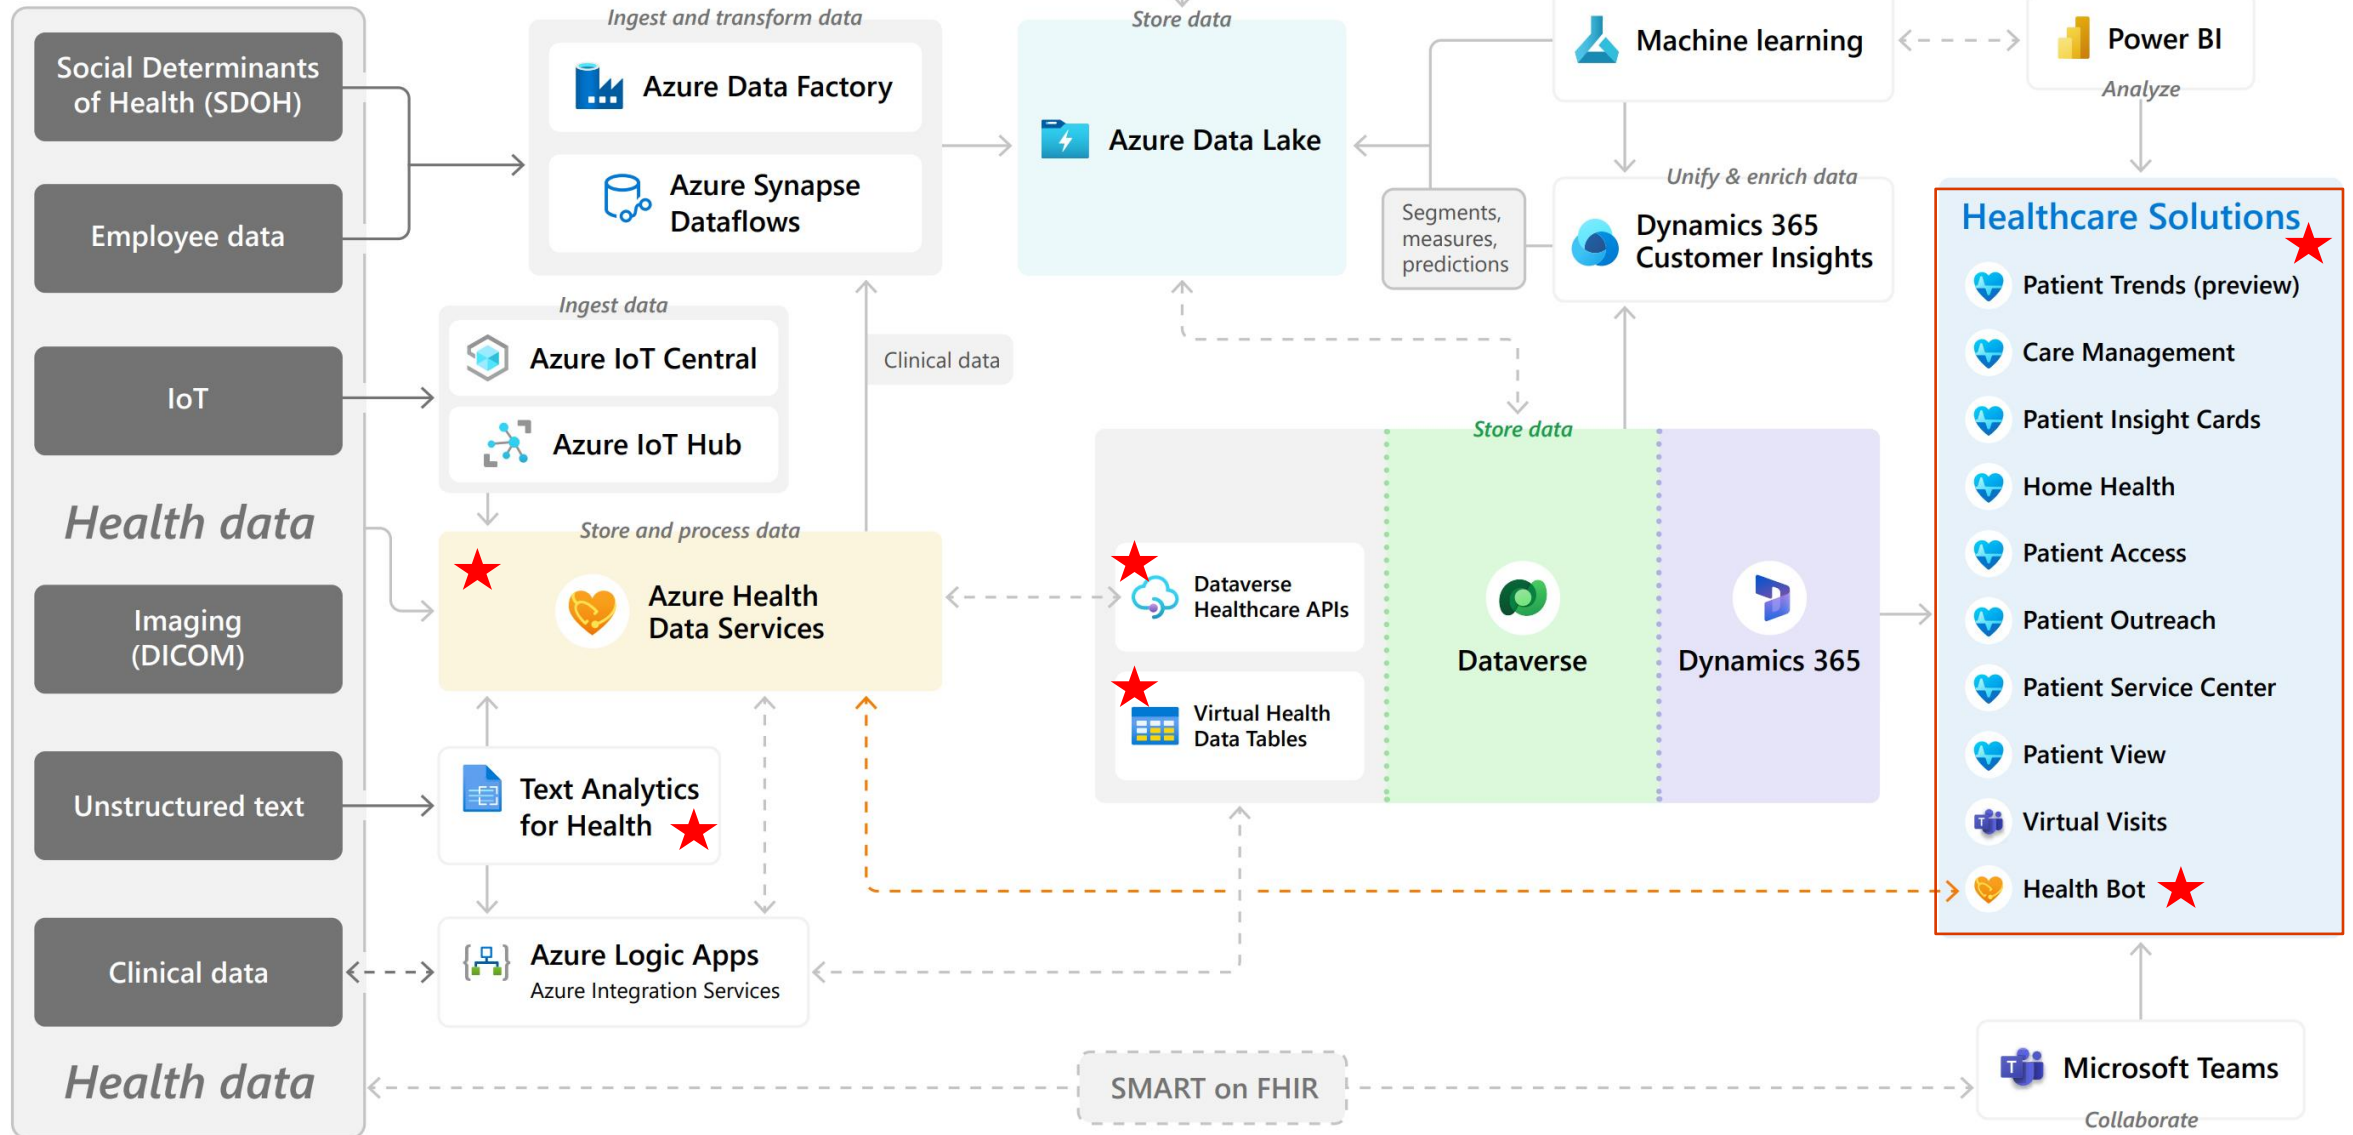 Social Determinants
of Health (SDOH)
Employee data
IoT
Health data
Imaging
(DICOM)
Unstructured text
Clinical data
Health data
Ingest and transform data
Azure Data Factory
Azure Synapse
Dataflows
Ingest data
Azure IoT Central
Azure IoT Hub
Clinical data
Store and process data
Azure Health
Data Services
Text Analytics
for Health
Azure Logic Apps
Azure Integration Services
Store data
Azure Data Lake
Segments,
measures,
predictions
Machine learning
Power BI
Analyze
Unify & enrich data
Dynamics 365
Customer Insights
Store data
Dataverse
Healthcare APIs
Virtual Health
Data Tables
Dataverse
Dynamics 365
Healthcare Solutions
Patient Trends (preview)
Care Management
Patient Insight Cards
Home Health
Patient Access
Patient Outreach
Patient Service Center
Patient View
Virtual Visits
Health Bot
SMART on FHIR
Microsoft Teams
Collaborate